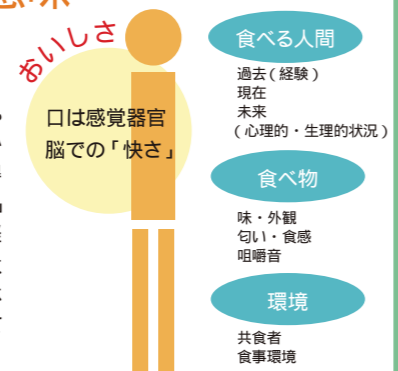 おいしさ
口は感覚器官
脳での「快さ」
食べる人間
過去(経験)
現在
未来
(心理的・生理的状況)
食べ物
味・外観
匂い・食感
咀嚼音
環境
共食者
食事環境